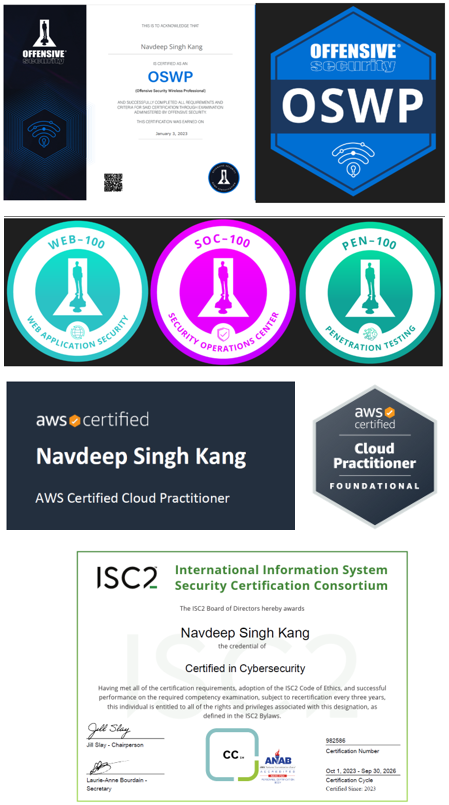 OFFENSIVE
security
THIS IS TO ACKNOWLEDGE THAT
Navdeep Singh Kang
IS CERTIFIED AS AN
OSWP
(Offensive Security Wireless Professional)
AND SUCCESSFULLY COMPLETED ALL REQUIREMENTS AND
CRITERIA FOR SAID CERTIFICATION THROUGH EXAMINATION
ADMINISTERED BY OFFENSIVE SECURITY
THIS CERTIFICATION WAS EARNED ON
January 3, 2023
OFFENSIVE®
security
OSWP
WEB-100
WEB APPLICATION SECURITY
SOC-100
SECURITY OPERATIONS CENTER
PEN-100
PENETRATION TESTING
aws certified
Navdeep Singh Kang
AWS Certified Cloud Practitioner
aws
certified
Cloud
Practitioner
FOUNDATIONAL
ISC2
International Information System
Security Certification Consortium
The ISC2 Board of Directors hereby awards
Navdeep Singh Kang
the credential of
Certified in Cybersecurity
Having met all of the certification requirements, adoption of the ISC2 Code of Ethics, and successful
performance on the required competency examination, subject to recertification every three years,
this individual is entitled to all of the rights and privileges associated with this designation, as
defined in the ISC2 Bylaws.
Jill Slay
Jill Slay - Chairperson
Laurie-Anne Bourdain -
Secretary
CC SM
ANAB
ACCREDITED
982586
Certification Number
Oct 1, 2023 - Sep 30, 2026
Certification Cycle
Certified Since: 2023